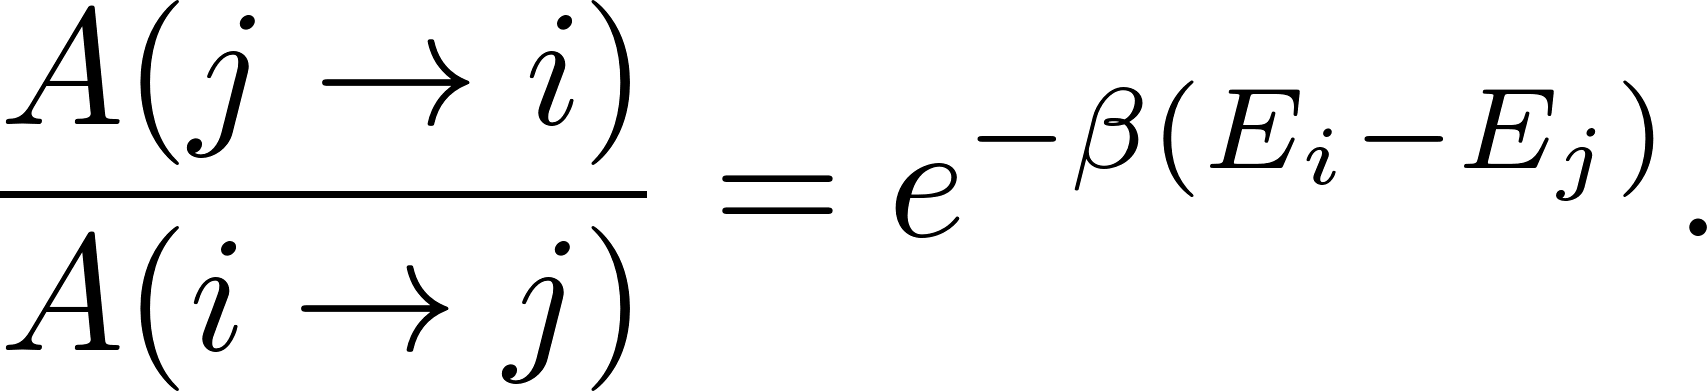 \frac{A(j \to i)}{A(i \to j)} = e^{-\beta(E_i - E_j)}.